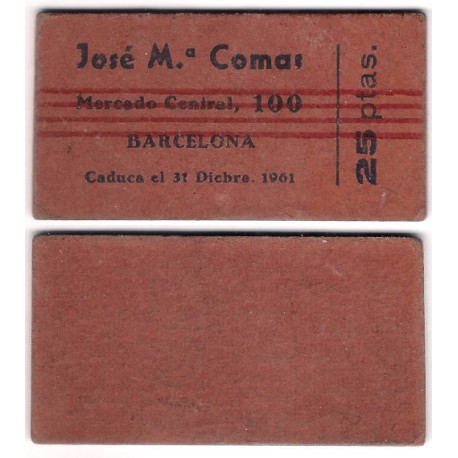 José M.ª Comas
Mercado Central, 100
BARCELONA
Caduca el 31 Dicbre. 1961
25 ptas.